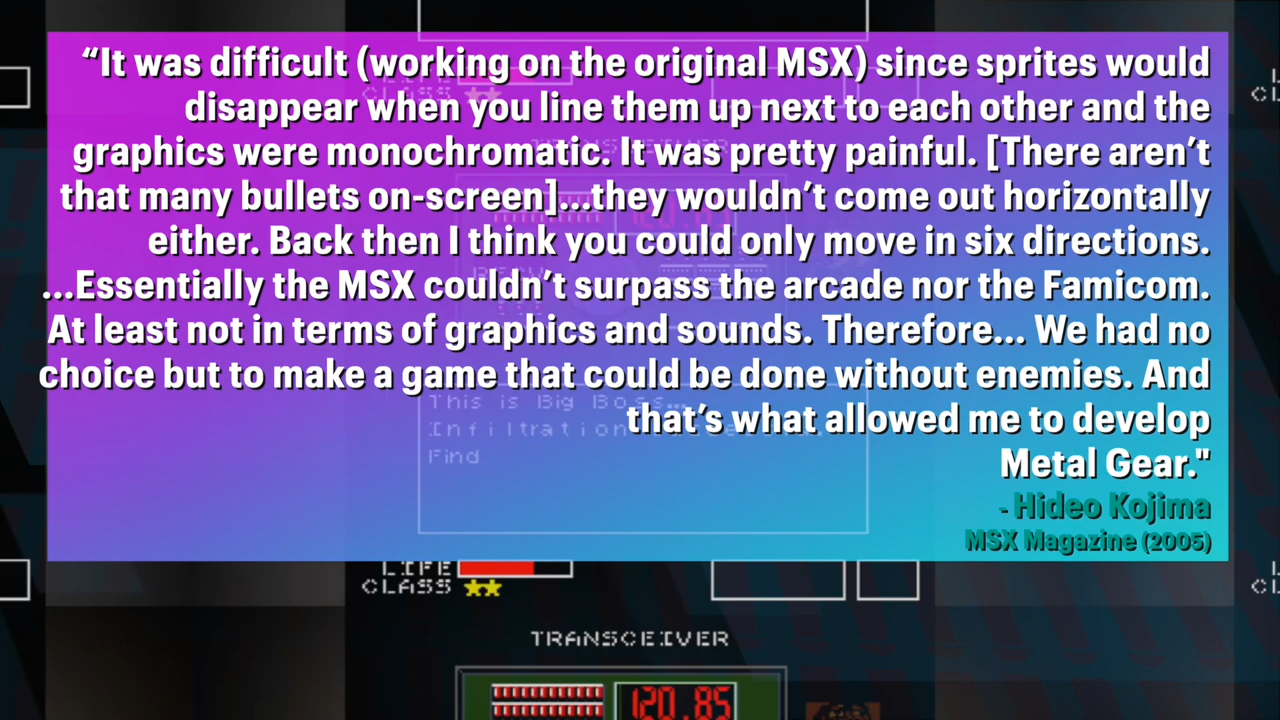 “It was difficult (working on the original MSX) since sprites would
disappear when you line them up next to each other and the
graphics were monochromatic. It was pretty painful. [There aren’t
that many bullets on-screen]...they wouldn’t come out horizontally
either. Back then I think you could only move in six directions.
...Essentially the MSX couldn’t surpass the arcade nor the Famicom.
At least not in terms of graphics and sounds. Therefore... We had no
choice but to make a game that could be done without enemies. And
that’s what allowed me to develop
Metal Gear."
- Hideo Kojima
MSX Magazine (2005)
This is Big Boss...
Infiltration
Find
LIFE
CLASS
TRANSCEIVER
120.85